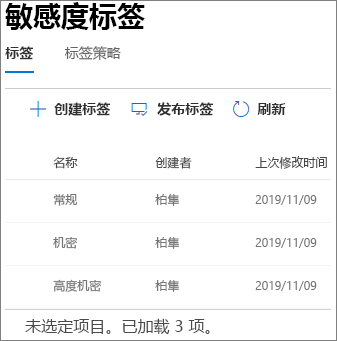 敏感度标签
标签 标签策略
创建标签 发布标签 刷新
名称 创建者 上次修改时间
常规 柏隼 2019/11/09
机密 柏隼 2019/11/09
高度机密 柏隼 2019/11/09
未选定项目。已加载 3 项。